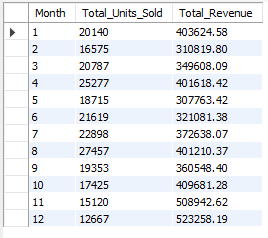 Month Total_Units_Sold Total_Revenue
1 20140 403624.58
2 16575 310819.80
3 20787 349608.09
4 25277 401618.42
5 18715 307763.42
6 21619 321081.38
7 22898 372638.07
8 27457 401210.37
9 19353 360548.40
10 17425 409681.28
11 15120 508942.62
12 12667 523258.19